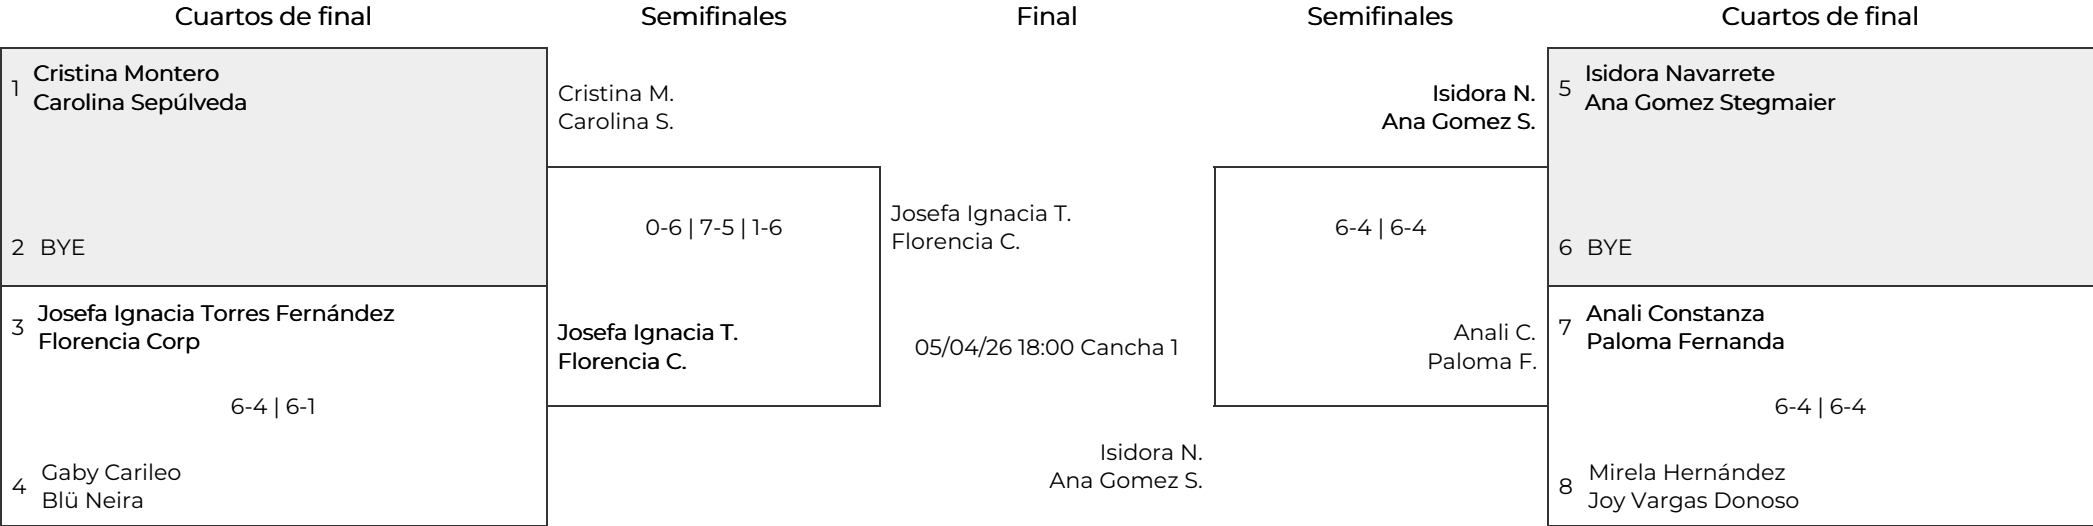 Cuartos de final
Semifinales
Final
Semifinales
Cuartos de final
1
Cristina Montero
Carolina Sepúlveda
2 BYE
3
Josefa Ignacia Torres Fernández
Florencia Corp
6-4 | 6-1
4
Gaby Carileo
Blü Neira
Cristina M.
Carolina S.
0-6 | 7-5 | 1-6
Josefa Ignacia T.
Florencia C.
Josefa Ignacia T.
Florencia C.
05/04/26 18:00 Cancha 1
Isidora N.
Ana Gomez S.
Isidora N.
Ana Gomez S.
6-4 | 6-4
Anali C.
Paloma F.
5
Isidora Navarrete
Ana Gomez Stegmaier
6 BYE
7
Anali Constanza
Paloma Fernanda
6-4 | 6-4
8
Mirela Hernández
Joy Vargas Donoso